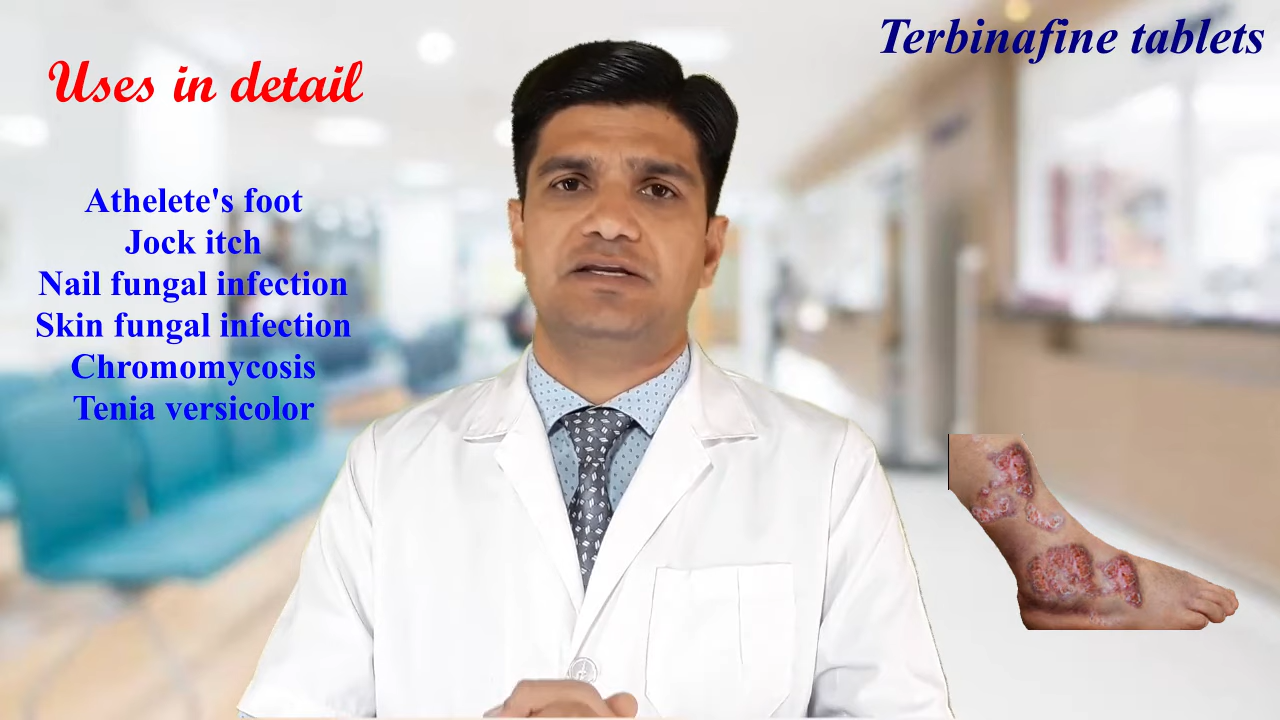 Terbinafine tablets
Uses in detail
Athelete's foot
Jock itch
Nail fungal infection
Skin fungal infection
Chromomycosis
Tenia versicolor